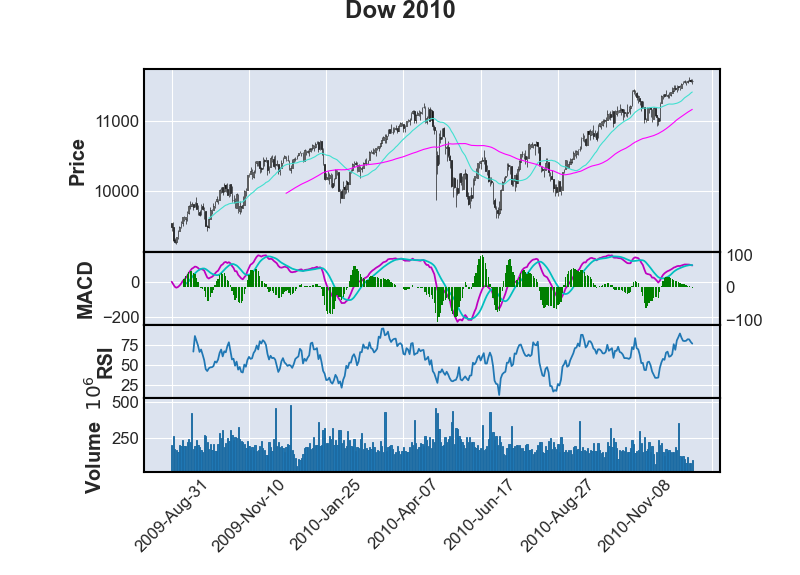 Dow 2010
Price
11000
10000
MACD
0
−200
100
0
−100
RSI
75
50
25
Volume 10^6
500
250
2009-Aug-31
2009-Nov-10
2010-Jan-25
2010-Apr-07
2010-Jun-17
2010-Aug-27
2010-Nov-08